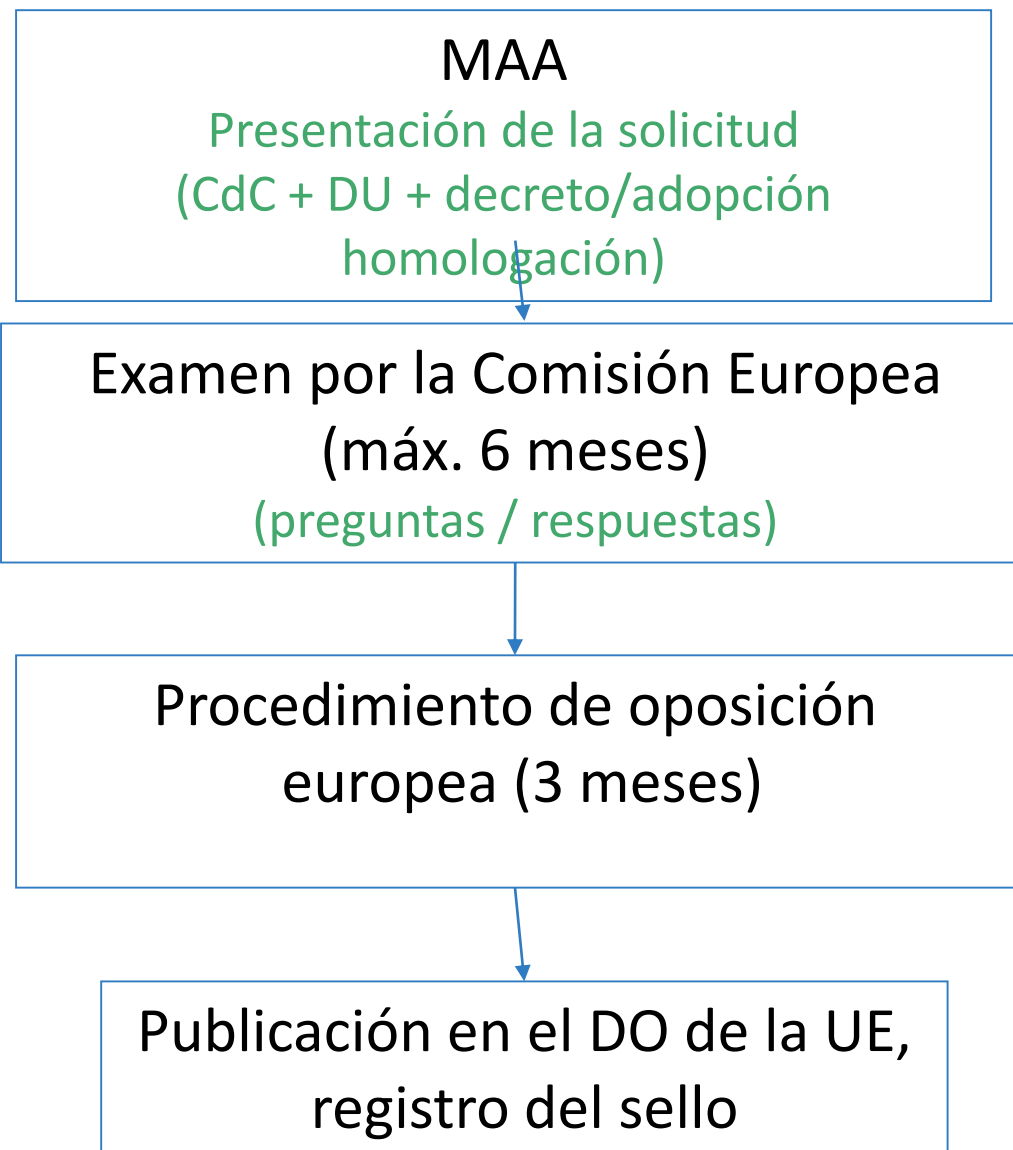 MAA
Presentación de la solicitud
(CdC + DU + decreto/adopción
homologación)
Examen por la Comisión Europea
(máx. 6 meses)
(preguntas / respuestas)
Procedimiento de oposición
europea (3 meses)
Publicación en el DO de la UE,
registro del sello